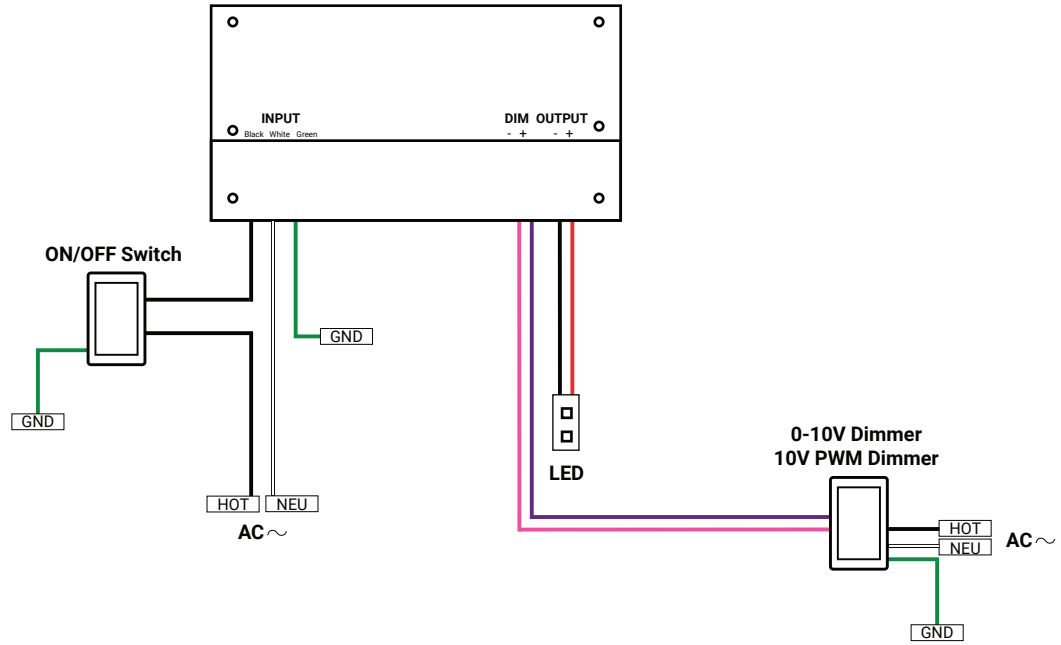 INPUT
DIM OUTPUT
Black White Green
- + - +
ON/OFF Switch
GND
GND
0-10V Dimmer
10V PWM Dimmer
LED
HOT NEU
AC
HOT
NEU
AC
GND